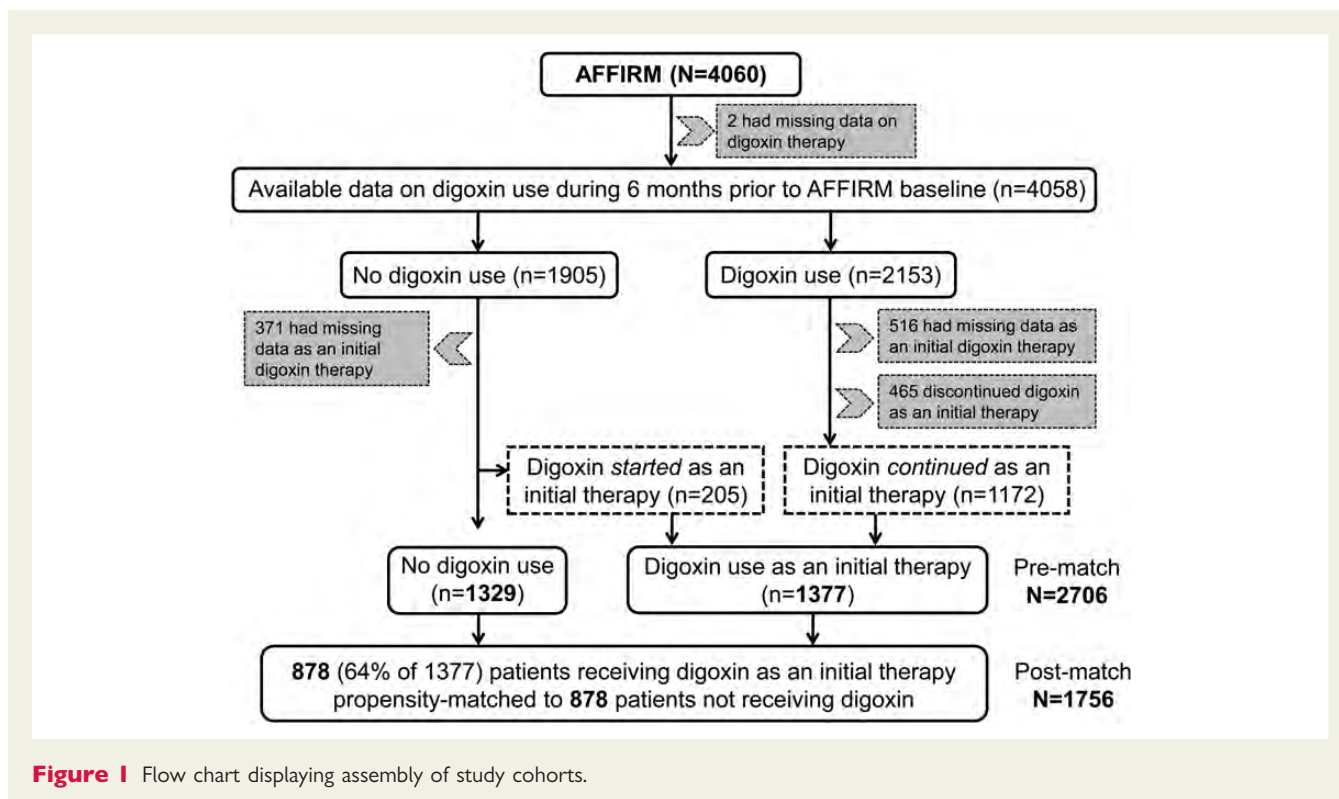 AFFIRM (N=4060)
2 had missing data on
digoxin therapy
Available data on digoxin use during 6 months prior to AFFIRM baseline (n=4058)
No digoxin use (n=1905)
Digoxin use (n=2153)
371 had missing
data as an initial
digoxin therapy
516 had missing data as
an initial digoxin therapy
465 discontinued digoxin
as an initial therapy
Digoxin started as an
initial therapy (n=205)
Digoxin continued as an
initial therapy (n=1172)
No digoxin use
(n=1329)
Digoxin use as an initial therapy
(n=1377)
Pre-match
N=2706
878 (64% of 1377) patients receiving digoxin as an initial therapy
propensity-matched to 878 patients not receiving digoxin
Post-match
N=1756
Figure 1 Flow chart displaying assembly of study cohorts.